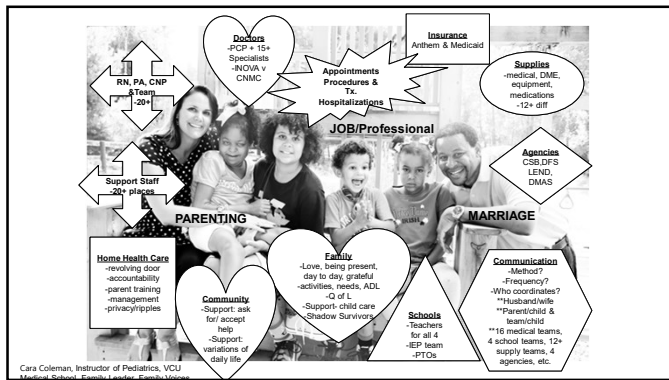 Doctors
-PCP + 15+
Specialists
-INOVA v
CNMC
Insurance
Anthem & Medicaid
RN, PA, CNP
&Team
-20+
Appointments
Procedures &
Tx.
Hospitalizations
Supplies
-medical, DME,
equipment,
medications
-12+ diff
JOB/Professional
Agencies
CSB,DFS
LEND,
DMAS
Support Staff
-20+ places
PARENTING
MARRIAGE
Home Health Care
-revolving door
-accountability
-parent training
-management
-privacy/ripples
Community
-Support: ask
for/ accept
help
-Support:
variations of
daily life
Family
-Love, being present,
day to day, grateful
-activities, needs, ADL
-Q of L
-Support- child care
-Shadow Survivors
Schools
-Teachers
for all 4
-IEP team
-PTOs
Communication
-Method?
-Frequency?
-Who coordinates?
**Husband/wife
**Parent/child &
team/child
**16 medical teams,
4 school teams, 12+
supply teams, 4
agencies, etc.
Cara Coleman, Instructor of Pediatrics, VCU
Medical School, Family Leader, Family Voices